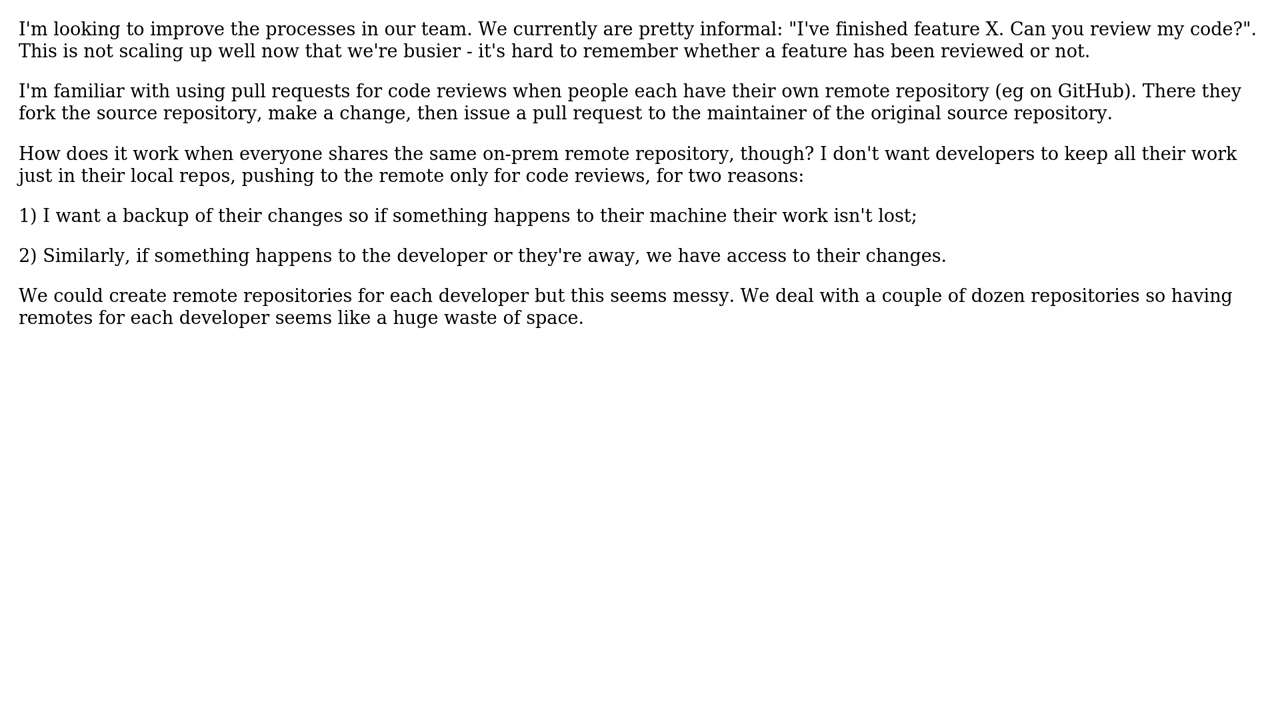 I'm looking to improve the processes in our team. We currently are pretty informal: "I've finished feature X. Can you review my code?".
This is not scaling up well now that we're busier - it's hard to remember whether a feature has been reviewed or not.
I'm familiar with using pull requests for code reviews when people each have their own remote repository (eg on GitHub). There they
fork the source repository, make a change, then issue a pull request to the maintainer of the original source repository.
How does it work when everyone shares the same on-prem remote repository, though? I don't want developers to keep all their work
just in their local repos, pushing to the remote only for code reviews, for two reasons:
1) I want a backup of their changes so if something happens to their machine their work isn't lost;
2) Similarly, if something happens to the developer or they're away, we have access to their changes.
We could create remote repositories for each developer but this seems messy. We deal with a couple of dozen repositories so having
remotes for each developer seems like a huge waste of space.